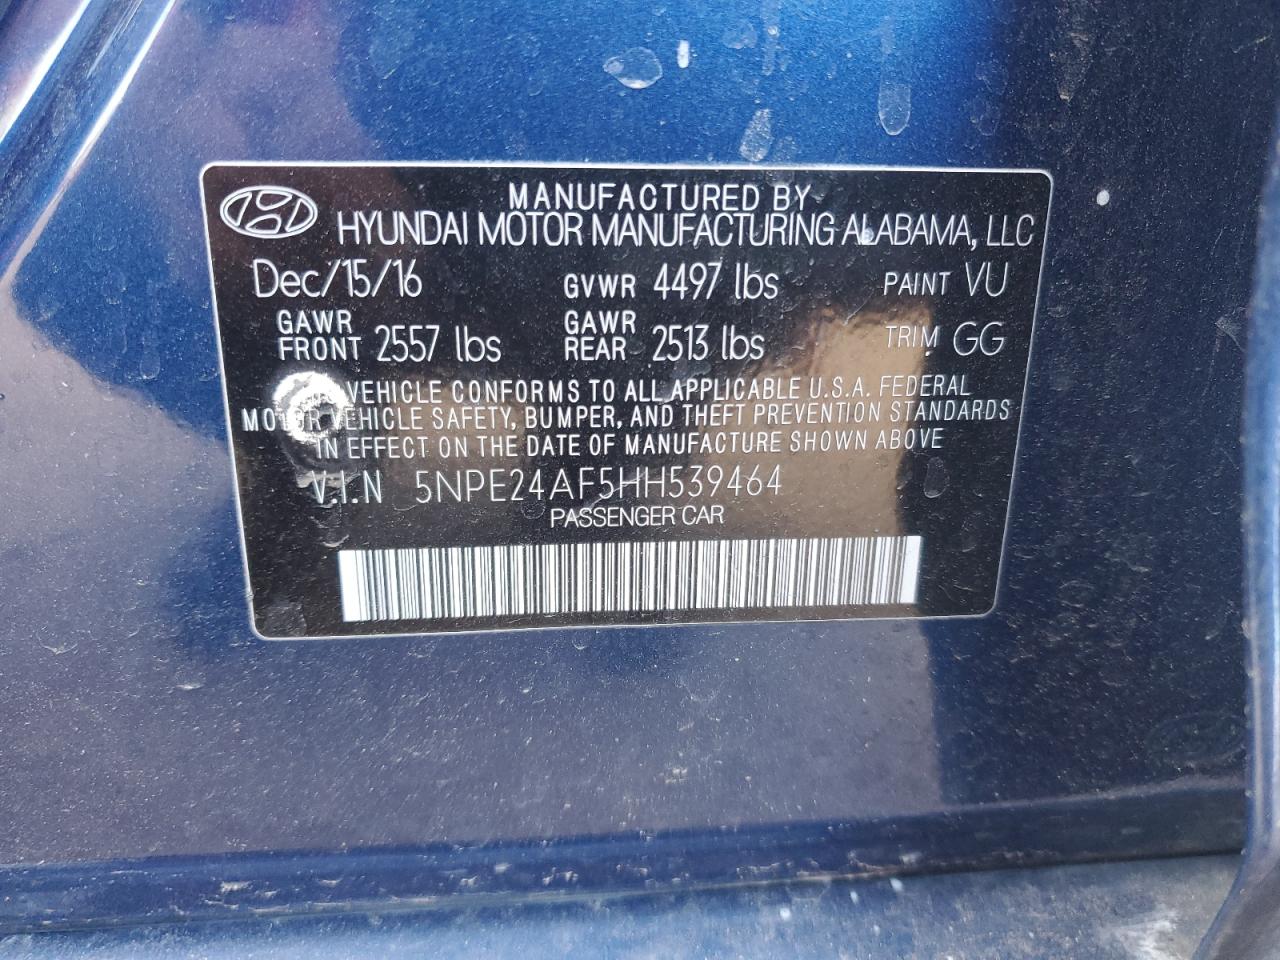 MANUFACTURED BY
HYUNDAI MOTOR MANUFACTURING ALABAMA, LLC
Dec/15/16 GVWR 4497 lbs PAINT VU
GAWR FRONT 2557 lbs GAWR REAR 2513 lbs TRIM GG
VEHICLE CONFORMS TO ALL APPLICABLE U.S.A. FEDERAL
MOTOR VEHICLE SAFETY, BUMPER, AND THEFT PREVENTION STANDARDS
IN EFFECT ON THE DATE OF MANUFACTURE SHOWN ABOVE
V.I.N 5NPE24AF5HH539464
PASSENGER CAR